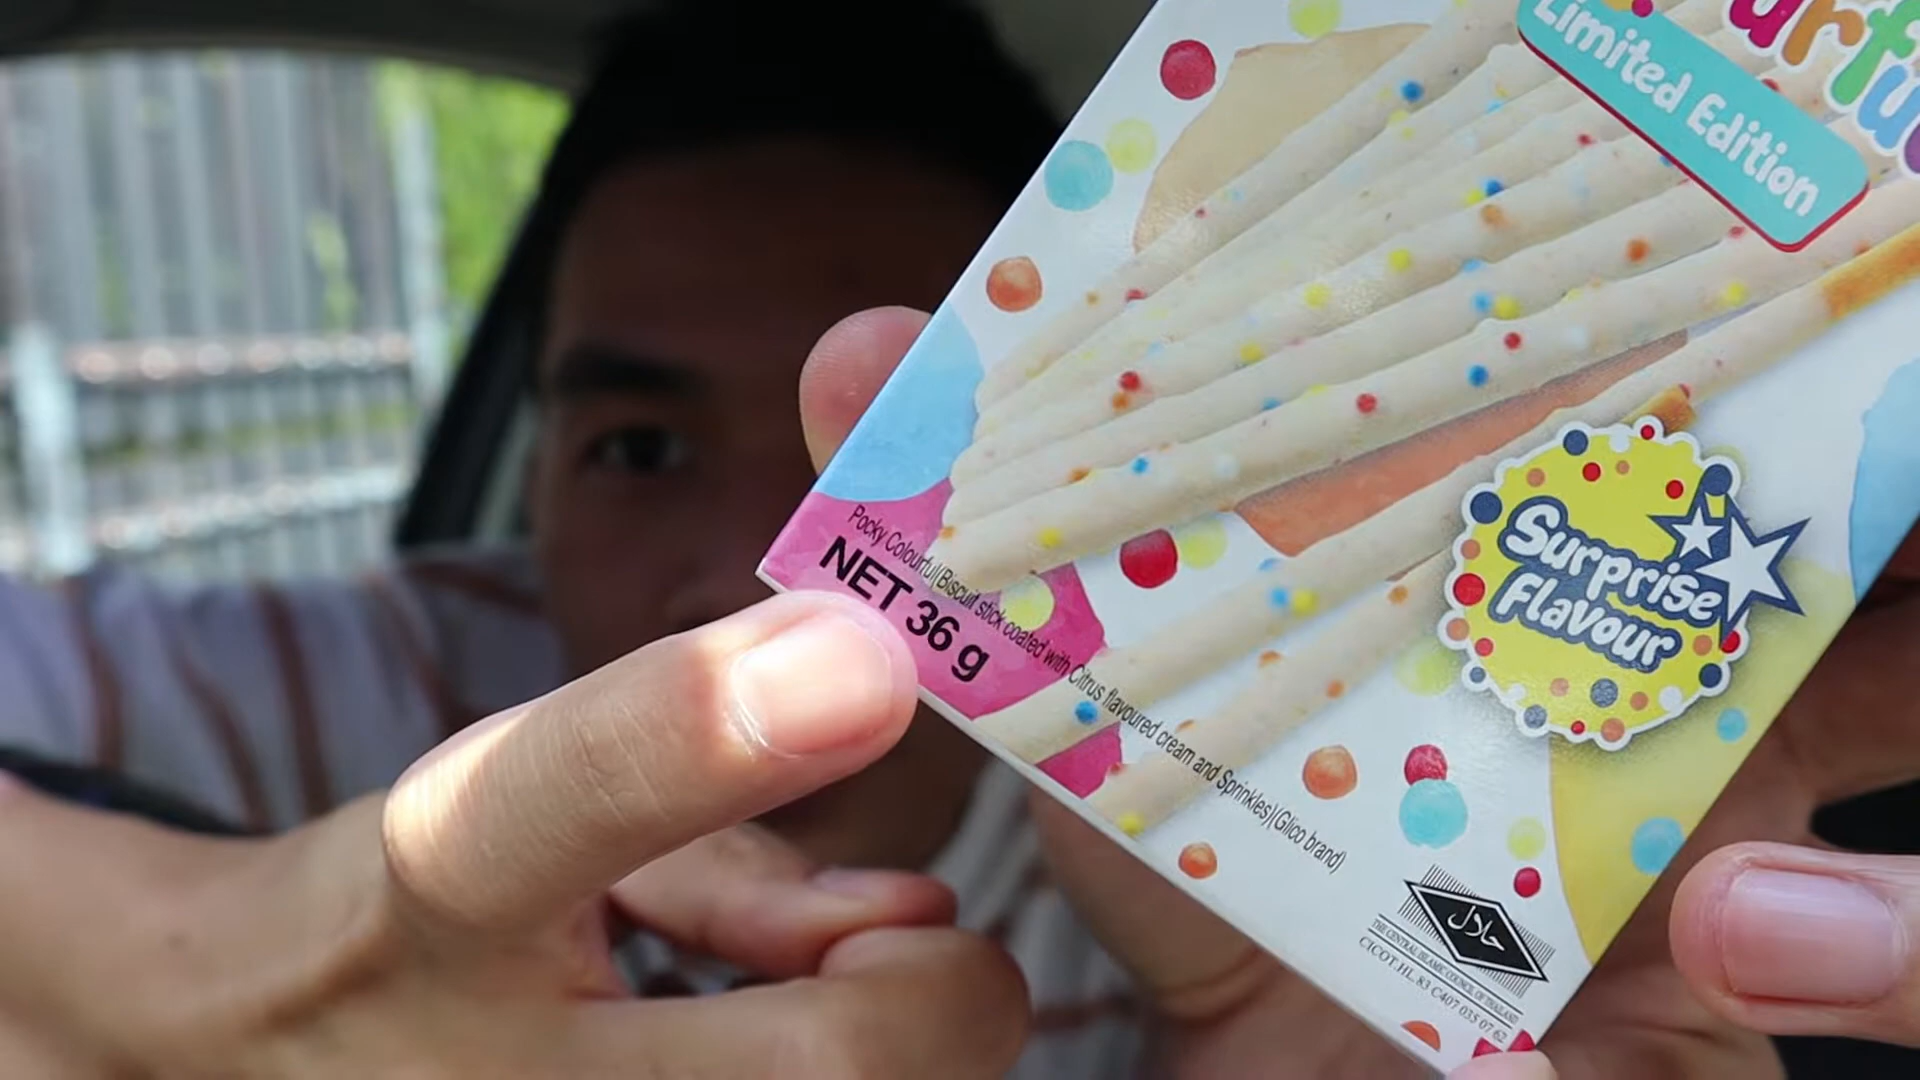 urfu
Limited Edition
Surprise
Flavour
Pocky Colourful(Biscuit stick coated with Citrus flavoured cream and Sprinkles)(Glico brand)
NET 36 g
حلال
THE CENTRAL ISLAMIC COUNCIL OF THAILAND
CICOT.HL. 83 C407 035 07 62